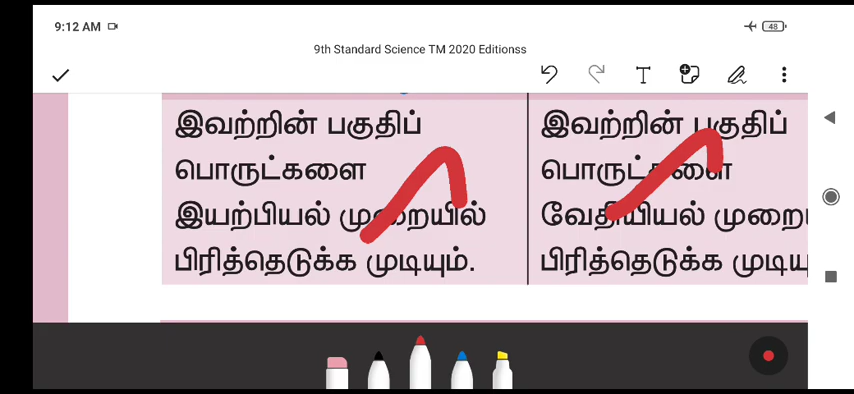 9:12 AM
48
9th Standard Science TM 2020 Editionss
இவற்றின் பகுதிப்
பொருட்களை
இயற்பியல் முறையில்
பிரித்தெடுக்க முடியும்.
இவற்றின் பகுதிப்
பொருட்களை
வேதியியல் முறை
பிரித்தெடுக்க முடியு